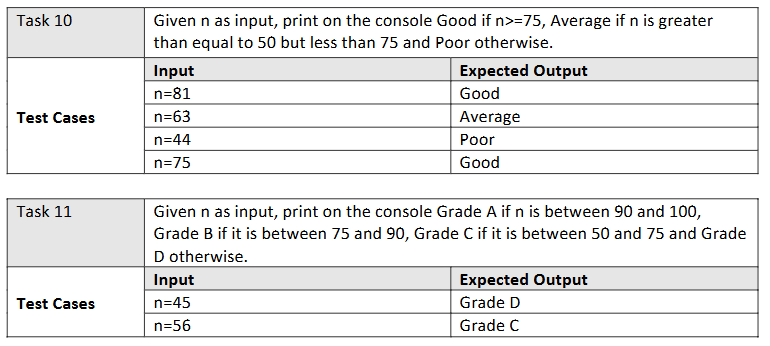 Task 10
Given n as input, print on the console Good if n>=75, Average if n is greater
than equal to 50 but less than 75 and Poor otherwise.
Test Cases
Input Expected Output
n=81 Good
n=63 Average
n=44 Poor
n=75 Good
Task 11
Given n as input, print on the console Grade A if n is between 90 and 100,
Grade B if it is between 75 and 90, Grade C if it is between 50 and 75 and Grade
D otherwise.
Test Cases
Input Expected Output
n=45 Grade D
n=56 Grade C